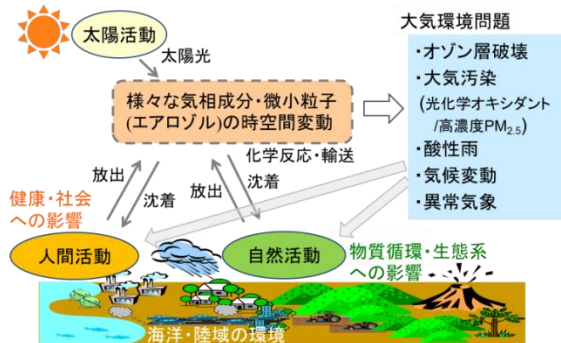 太陽活動
太陽光
様々な気相成分・微小粒子
(エアロゾル)の時空間変動
化学反応・輸送
放出
沈着
放出
沈着
大気環境問題
・オゾン層破壊
・大気汚染
(光化学オキシダント
/高濃度PM2.5)
・酸性雨
・気候変動
・異常気象
健康・社会
への影響
人間活動
自然活動
物質循環・生態系
への影響
海洋・陸域の環境